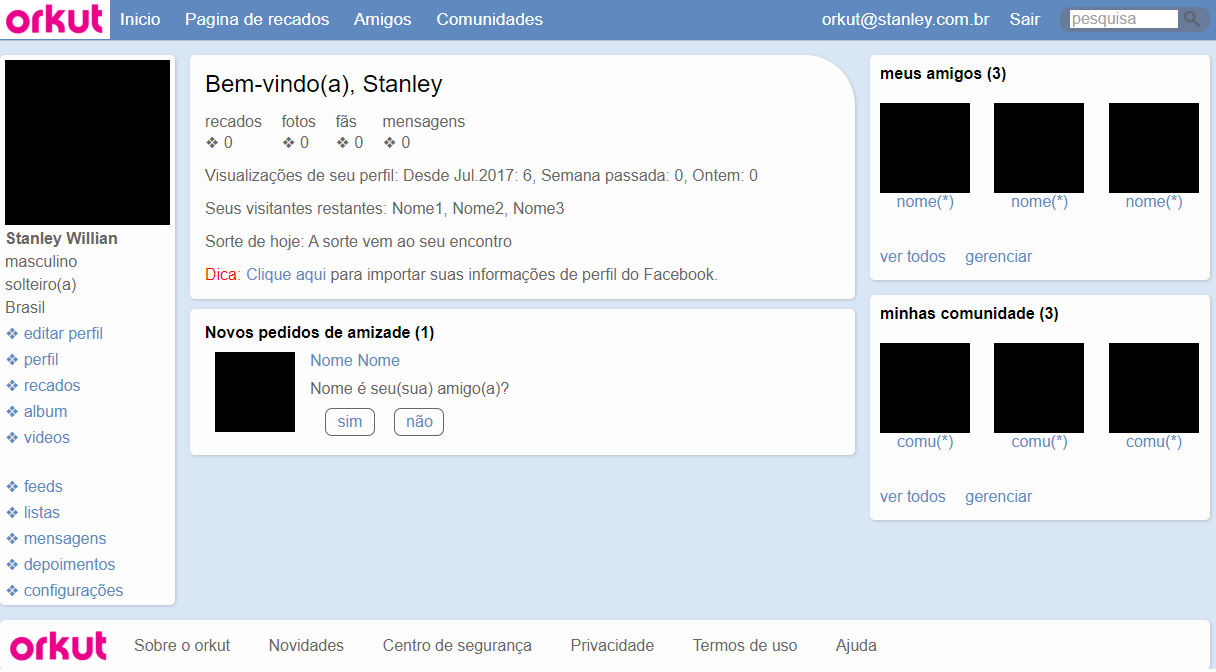 orkut Inicio Pagina de recados Amigos Comunidades orkut@stanley.com.br Sair pesquisa
Stanley Willian
masculino
solteiro(a)
Brasil
❖ editar perfil
❖ perfil
❖ recados
❖ album
❖ videos
❖ feeds
❖ listas
❖ mensagens
❖ depoimentos
❖ configurações
Bem-vindo(a), Stanley
recados fotos fãs mensagens
❖ 0 ❖ 0 ❖ 0 ❖ 0
Visualizações de seu perfil: Desde Jul.2017: 6, Semana passada: 0, Ontem: 0
Seus visitantes restantes: Nome1, Nome2, Nome3
Sorte de hoje: A sorte vem ao seu encontro
Dica: Clique aqui para importar suas informações de perfil do Facebook.
Novos pedidos de amizade (1)
Nome Nome
Nome é seu(sua) amigo(a)?
sim não
meus amigos (3)
nome(*) nome(*) nome(*)
ver todos gerenciar
minhas comunidade (3)
comu(*) comu(*) comu(*)
ver todos gerenciar
orkut Sobre o orkut Novidades Centro de segurança Privacidade Termos de uso Ajuda